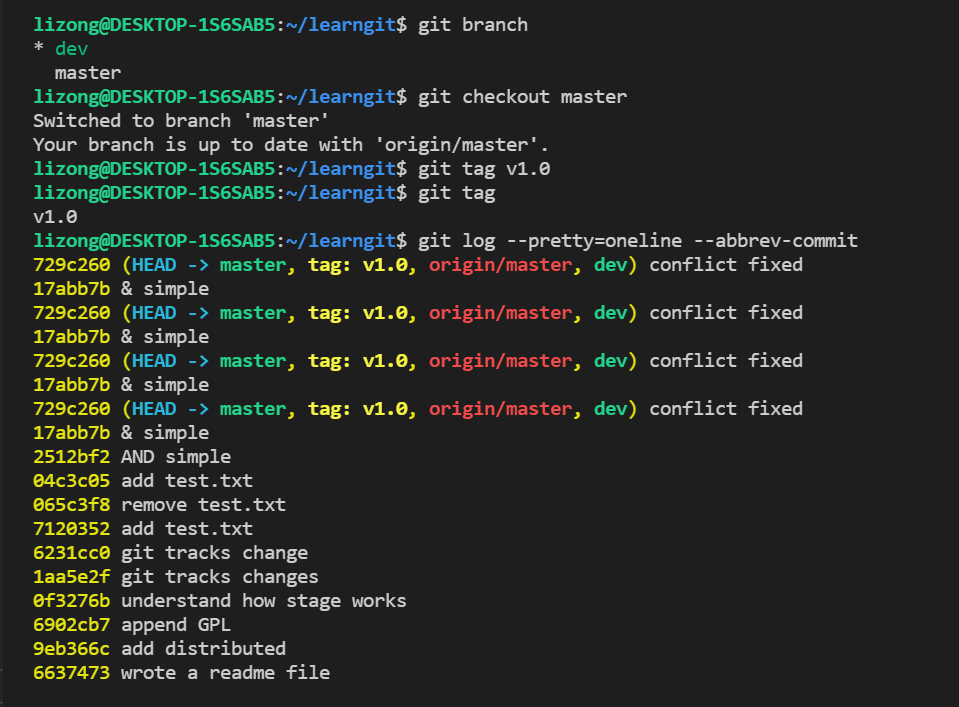 lizong@DESKTOP-1S6SAB5:~/learngit$ git branch
* dev
  master
lizong@DESKTOP-1S6SAB5:~/learngit$ git checkout master
Switched to branch 'master'
Your branch is up to date with 'origin/master'.
lizong@DESKTOP-1S6SAB5:~/learngit$ git tag v1.0
lizong@DESKTOP-1S6SAB5:~/learngit$ git tag
v1.0
lizong@DESKTOP-1S6SAB5:~/learngit$ git log --pretty=oneline --abbrev-commit
729c260 (HEAD -> master, tag: v1.0, origin/master, dev) conflict fixed
17abb7b & simple
729c260 (HEAD -> master, tag: v1.0, origin/master, dev) conflict fixed
17abb7b & simple
729c260 (HEAD -> master, tag: v1.0, origin/master, dev) conflict fixed
17abb7b & simple
729c260 (HEAD -> master, tag: v1.0, origin/master, dev) conflict fixed
17abb7b & simple
2512bf2 AND simple
04c3c05 add test.txt
065c3f8 remove test.txt
7120352 add test.txt
6231cc0 git tracks change
1aa5e2f git tracks changes
0f3276b understand how stage works
6902cb7 append GPL
9eb366c add distributed
6637473 wrote a readme file